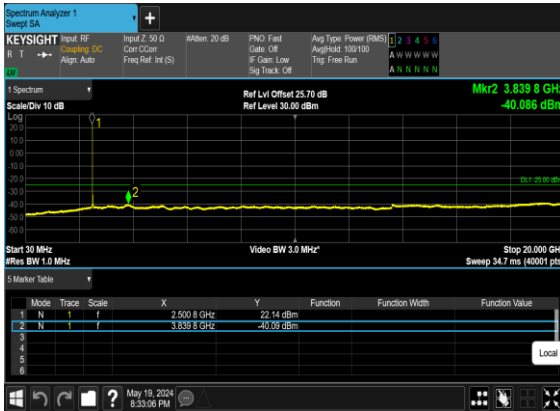 Spectrum Analyzer 1
Swept SA
+
KEYSIGHT
R T
Input: RF
Coupling: DC
Align: Auto
Input Z: 50 Ω
Corr CCorr
Freq Ref: Int (S)
#Atten: 20 dB
PNO: Fast
Gate: Off
IF Gain: Low
Sig Track: Off
Avg Type: Power (RMS)
Avg|Hold: 100/100
Trig: Free Run
1 2 3 4 5 6
A W W W W W
A N N N N N
1 Spectrum
Scale/Div 10 dB
Ref Lvl Offset 25.70 dB
Ref Level 30.00 dBm
Mkr2 3.839 8 GHz
-40.086 dBm
Log
20.0
10.0
0.00
-10.0
-20.0
-30.0
-40.0
-50.0
-60.0
1
2
DL1 -25.00 dBm
Start 30 MHz
#Res BW 1.0 MHz
Video BW 3.0 MHz*
Stop 20.000 GHz
Sweep 34.7 ms (40001 pts)
5 Marker Table
Mode Trace Scale X Y Function Function Width Function Value
1 N 1 f 2.500 8 GHz 22.14 dBm
2 N 1 f 3.839 8 GHz -40.09 dBm
3
4
5
6
Local
?
May 19, 2024
8:33:06 PM